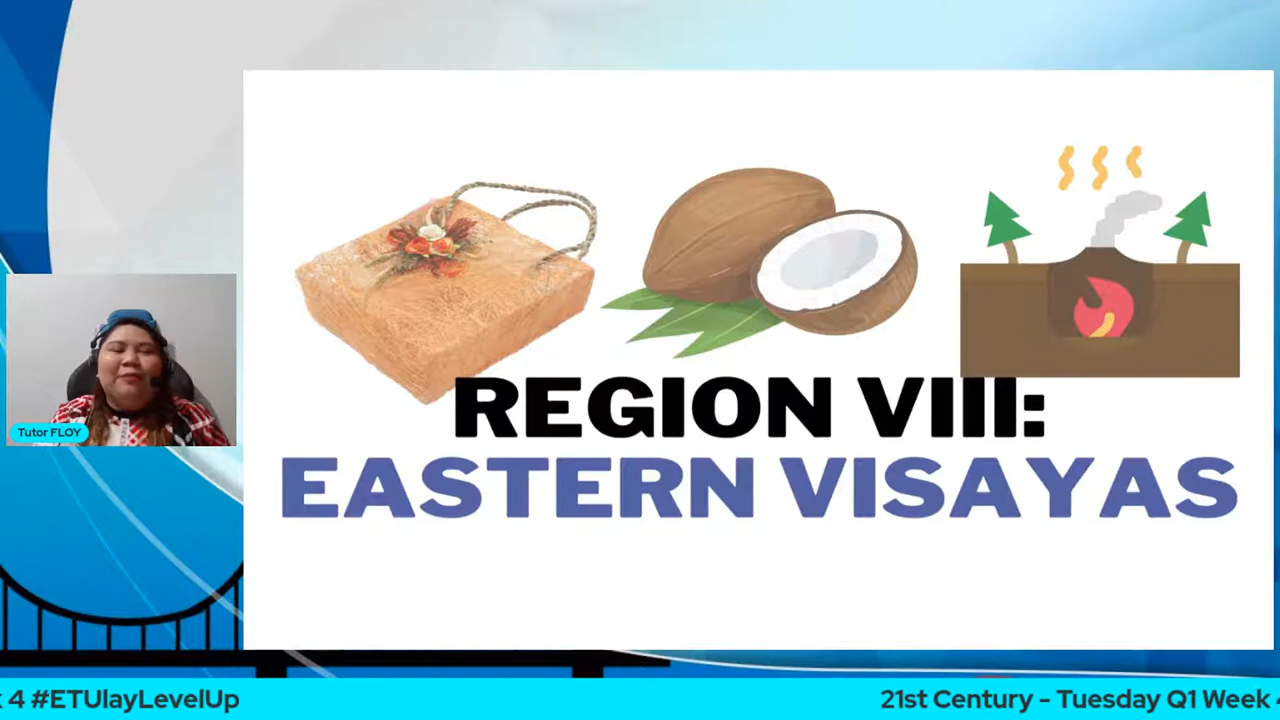 REGION VIII:
EASTERN VISAYAS
Tutor FLOY
4 #ETUlayLevelUp
21st Century - Tuesday Q1 Week